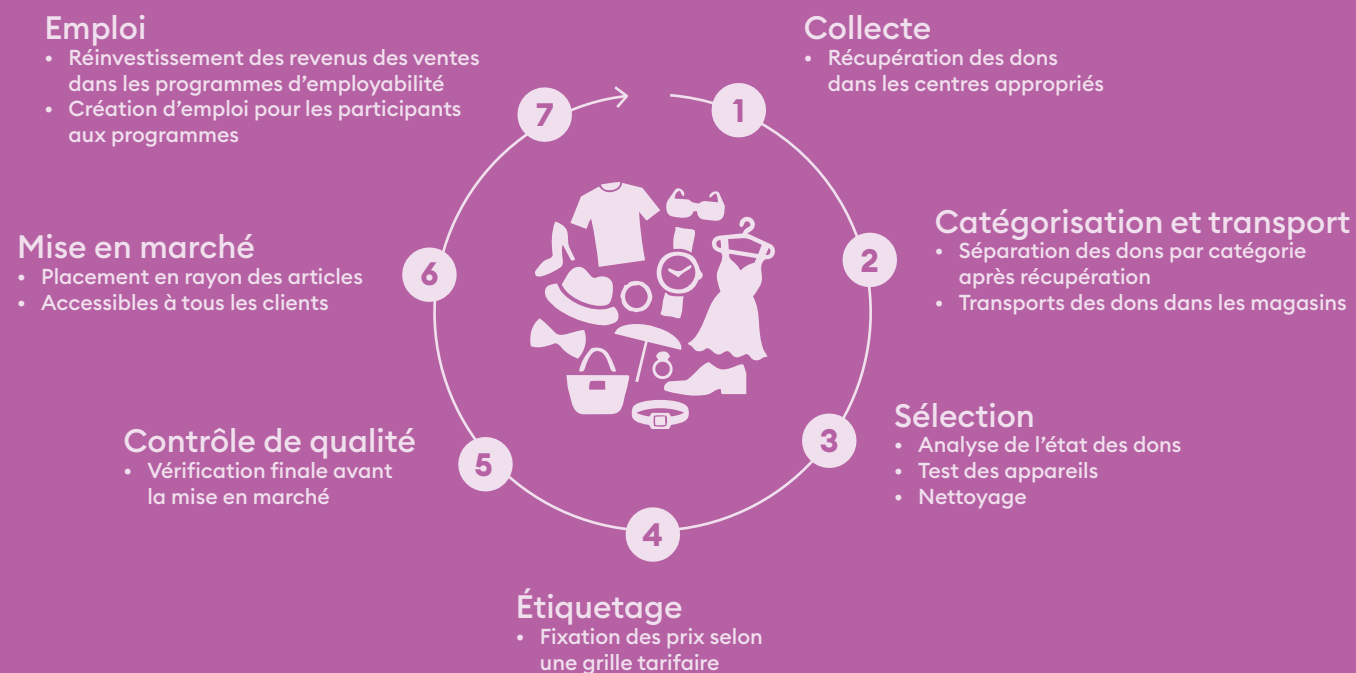 1
Collecte
• Récupération des dons
dans les centres appropriés
2
Catégorisation et transport
• Séparation des dons par catégorie
après récupération
• Transports des dons dans les magasins
3
Sélection
• Analyse de l’état des dons
• Test des appareils
• Nettoyage
4
Étiquetage
• Fixation des prix selon
une grille tarifaire
5
Contrôle de qualité
• Vérification finale avant
la mise en marché
6
Mise en marché
• Placement en rayon des articles
• Accessibles à tous les clients
7
Emploi
• Réinvestissement des revenus des ventes
dans les programmes d’employabilité
• Création d’emploi pour les participants
aux programmes